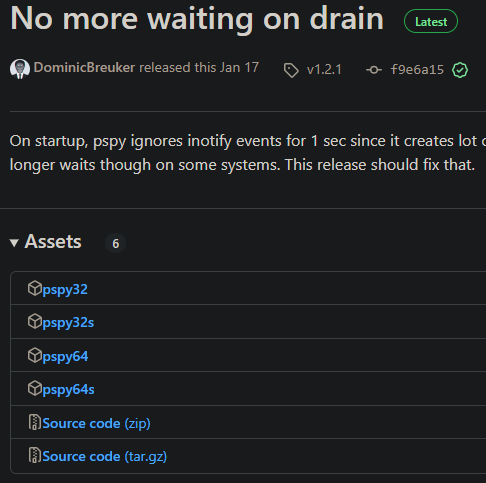 No more waiting on drain Latest
DominicBreuker released this Jan 17 v1.2.1 f9e6a15
On startup, pspy ignores inotify events for 1 sec since it creates lot
longer waits though on some systems. This release should fix that.
Assets 6
pspy32
pspy32s
pspy64
pspy64s
Source code (zip)
Source code (tar.gz)